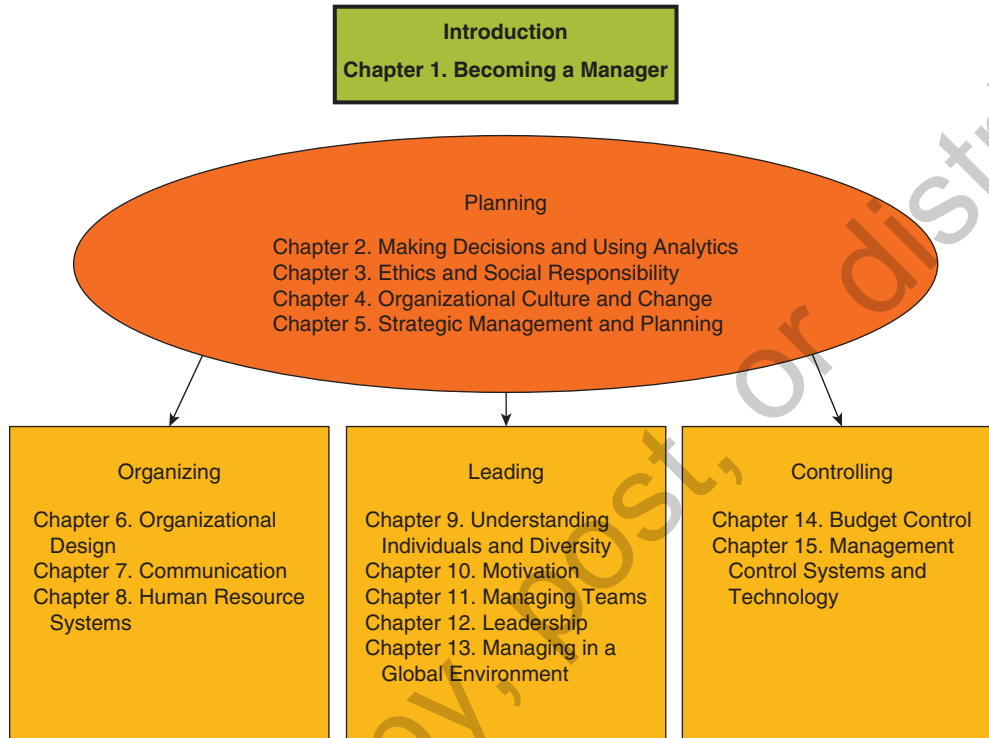 Introduction
Chapter 1. Becoming a Manager
Planning
Chapter 2. Making Decisions and Using Analytics
Chapter 3. Ethics and Social Responsibility
Chapter 4. Organizational Culture and Change
Chapter 5. Strategic Management and Planning
Organizing
Chapter 6. Organizational
Design
Chapter 7. Communication
Chapter 8. Human Resource
Systems
Leading
Chapter 9. Understanding
Individuals and Diversity
Chapter 10. Motivation
Chapter 11. Managing Teams
Chapter 12. Leadership
Chapter 13. Managing in a
Global Environment
Controlling
Chapter 14. Budget Control
Chapter 15. Management
Control Systems and
Technology
post, or